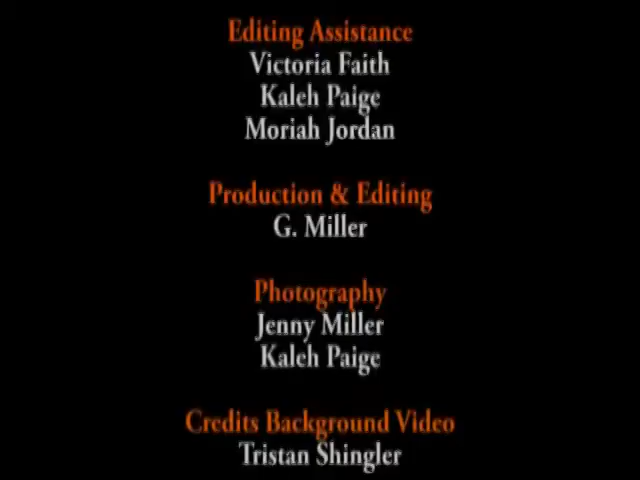 Editing Assistance
Victoria Faith
Kaleh Paige
Moriah Jordan
Production & Editing
G. Miller
Photography
Jenny Miller
Kaleh Paige
Credits Background Video
Tristan Shingler